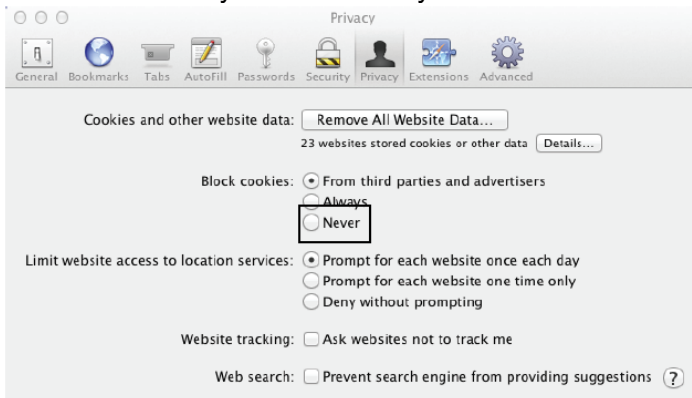 Privacy
General Bookmarks Tabs AutoFill Passwords Security Privacy Extensions Advanced
Cookies and other website data: Remove All Website Data...
23 websites stored cookies or other data Details...
Block cookies: From third parties and advertisers
Always
Never
Limit website access to location services: Prompt for each website once each day
Prompt for each website one time only
Deny without prompting
Website tracking: Ask websites not to track me
Web search: Prevent search engine from providing suggestions ?